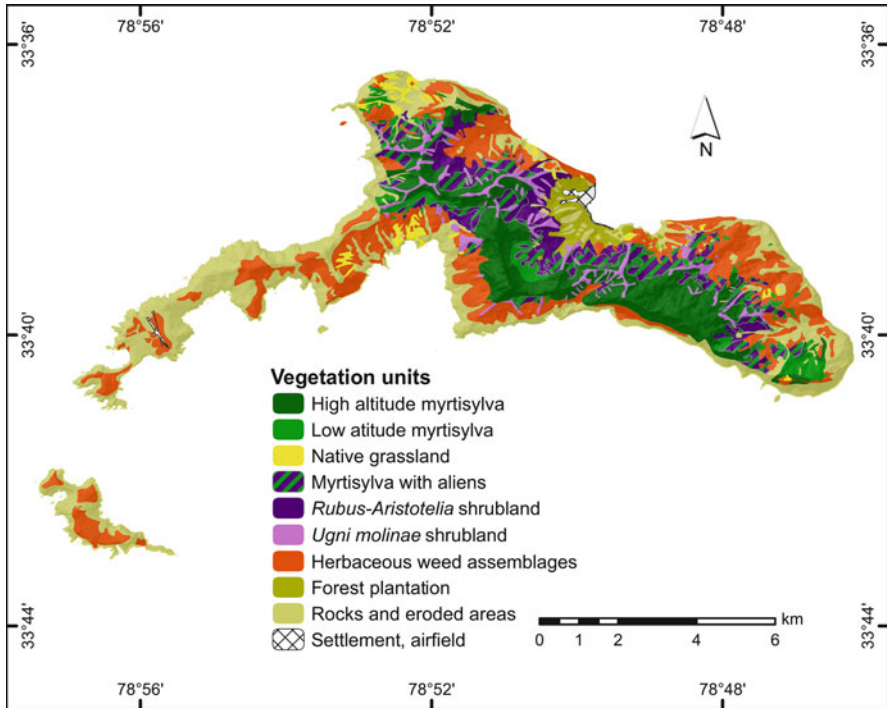 78°56' 78°52' 78°48'
33°36' 33°36'
N
33°40' 33°40'
Vegetation units
High altitude myrtisylva
Low atitude myrtisylva
Native grassland
Myrtisylva with aliens
Rubus-Aristotelia shrubland
Ugni molinae shrubland
Herbaceous weed assemblages
Forest plantation
Rocks and eroded areas
Settlement, airfield
km
0 1 2 4 6
33°44' 33°44'
78°56' 78°52' 78°48'